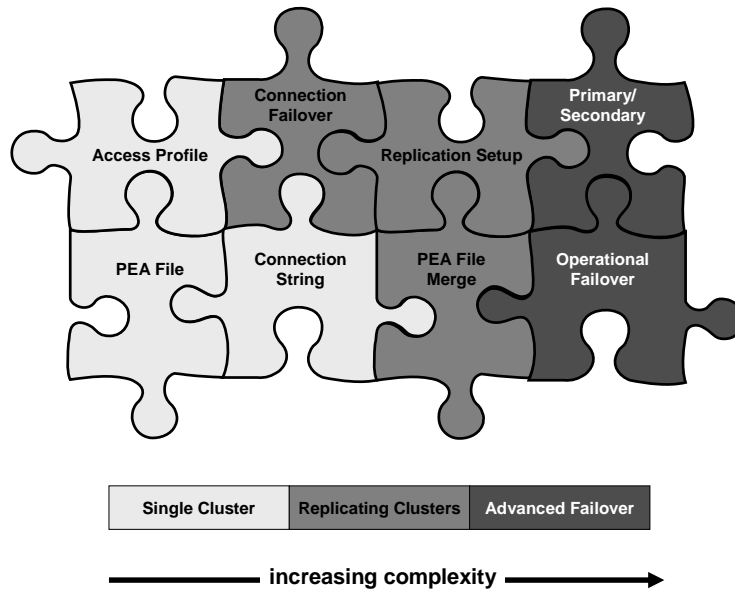 Connection
Failover
Primary/
Secondary
Access Profile
Replication Setup
PEA File
Connection
String
PEA File
Merge
Operational
Failover
Single Cluster
Replicating Clusters
Advanced Failover
increasing complexity